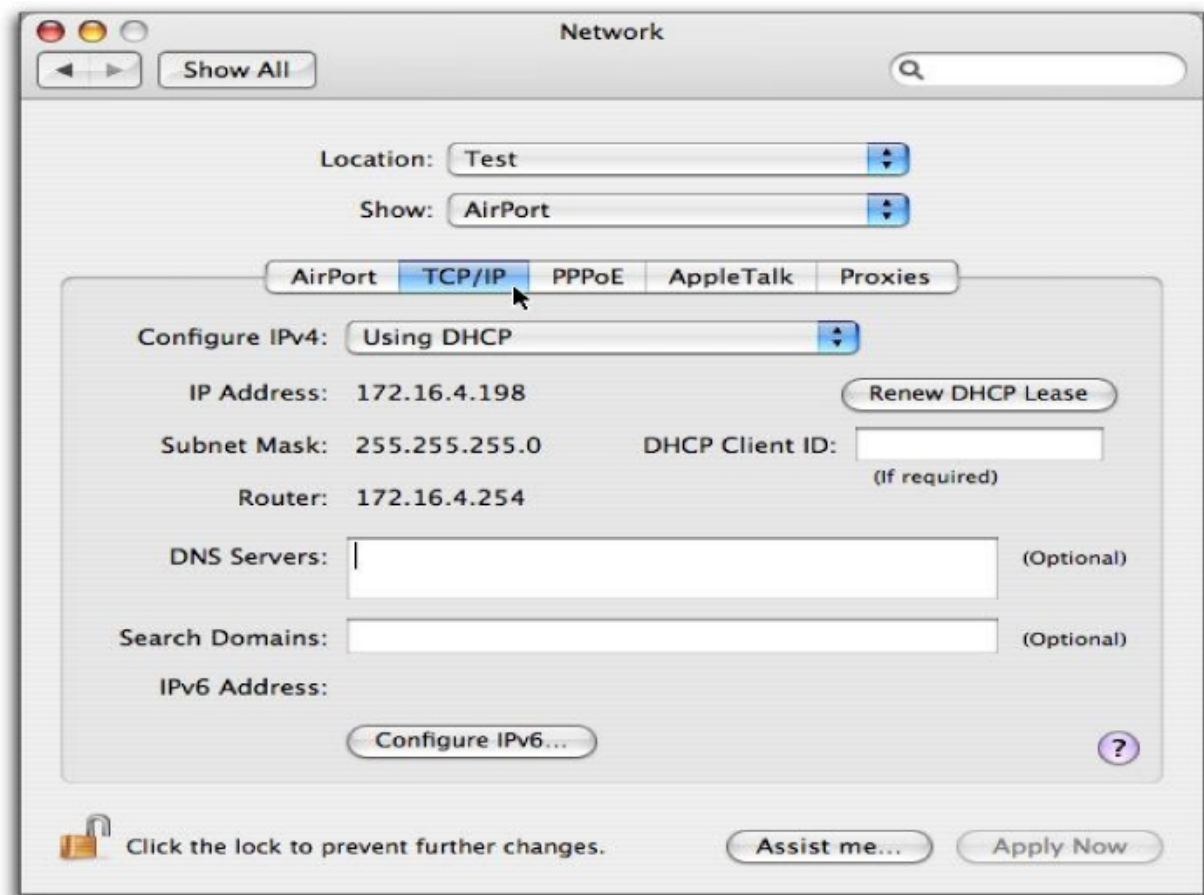 Network
Show All
Location: Test
Show: AirPort
AirPort TCP/IP PPPoE AppleTalk Proxies
Configure IPv4: Using DHCP
IP Address: 172.16.4.198 Renew DHCP Lease
Subnet Mask: 255.255.255.0 DHCP Client ID:
(If required)
Router: 172.16.4.254
DNS Servers: (Optional)
Search Domains: (Optional)
IPv6 Address:
Configure IPv6... ?
Click the lock to prevent further changes. Assist me... Apply Now